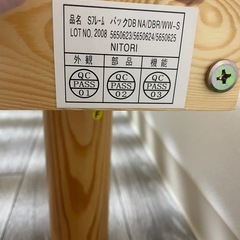 品名 Sフレーム パックDB NA/DBR/WW-S
LOT NO, 2008 5650623/5650624/5650625
NITORI
外観 部品 機能
QC PASS 01 QC PASS 02 QC PASS 03